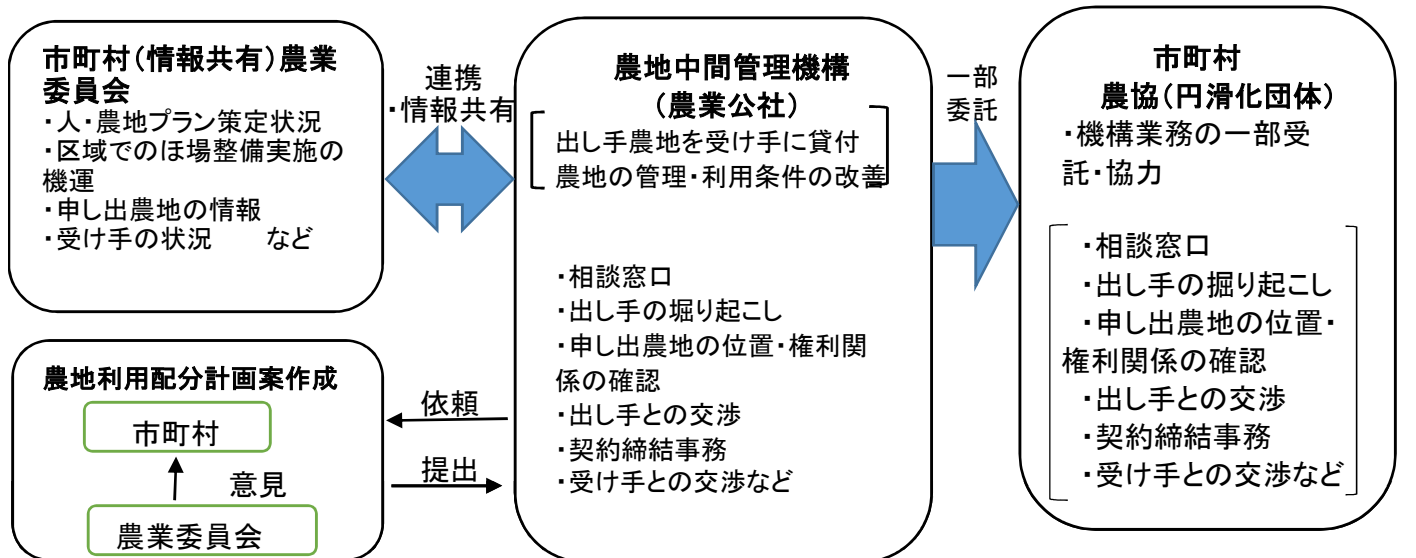 市町村(情報共有)農業
委員会
・人・農地プラン策定状況
・区域でのほ場整備実施の
機運
・申し出農地の情報
・受け手の状況　　など
連携
・情報共有
農地中間管理機構
(農業公社)
出し手農地を受け手に貸付
農地の管理・利用条件の改善
・相談窓口
・出し手の堀り起こし
・申し出農地の位置・権利関
係の確認
・出し手との交渉
・契約締結事務
・受け手との交渉など
一部
委託
市町村
農協(円滑化団体)
・機構業務の一部受
託・協力
・相談窓口
・出し手の掘り起こし
・申し出農地の位置・
権利関係の確認
・出し手との交渉
・契約締結事務
・受け手との交渉など
農地利用配分計画案作成
市町村
意見
農業委員会
依頼
提出